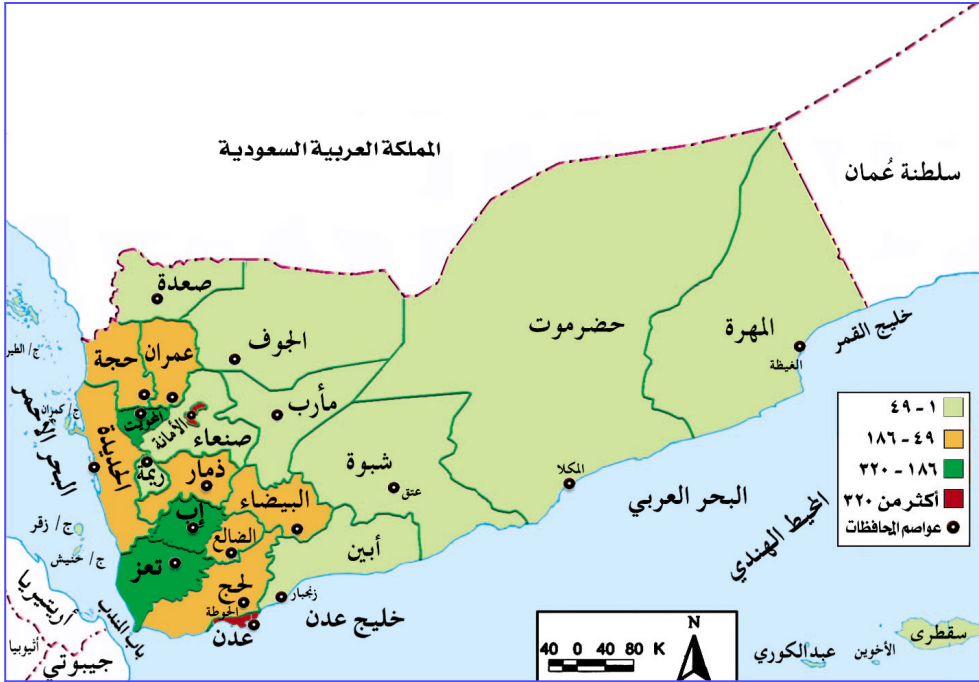 المملكة العربية السعودية
سلطنة عُمان
صعدة
خليج القمر
حضرموت
المهرة
الغيظة
الجوف
عمران
حجة
ج/ الطير
مأرب
ج/ كمران
المحويت
الأمانة
صنعاء
البحر الأحمر
الحديدة
ريمة
ذمار
شبوة
عتق
المكلا
البحر العربي
المحيط الهندي
البيضاء
إب
الضالع
أبين
ج/ زقر
ج/ حنيش
تعز
لحج
الحوطة
زنجبار
عدن
خليج عدن
باب المندب
أريتيريا
أثيوبيا
جيبوتي
١ - ٤٩
٤٩ - ١٨٦
١٨٦ - ٣٢٠
أكثر من ٣٢٠
عواصم المحافظات
N
40 0 40 80 K
سقطرى
الأخوين
عبدالكوري